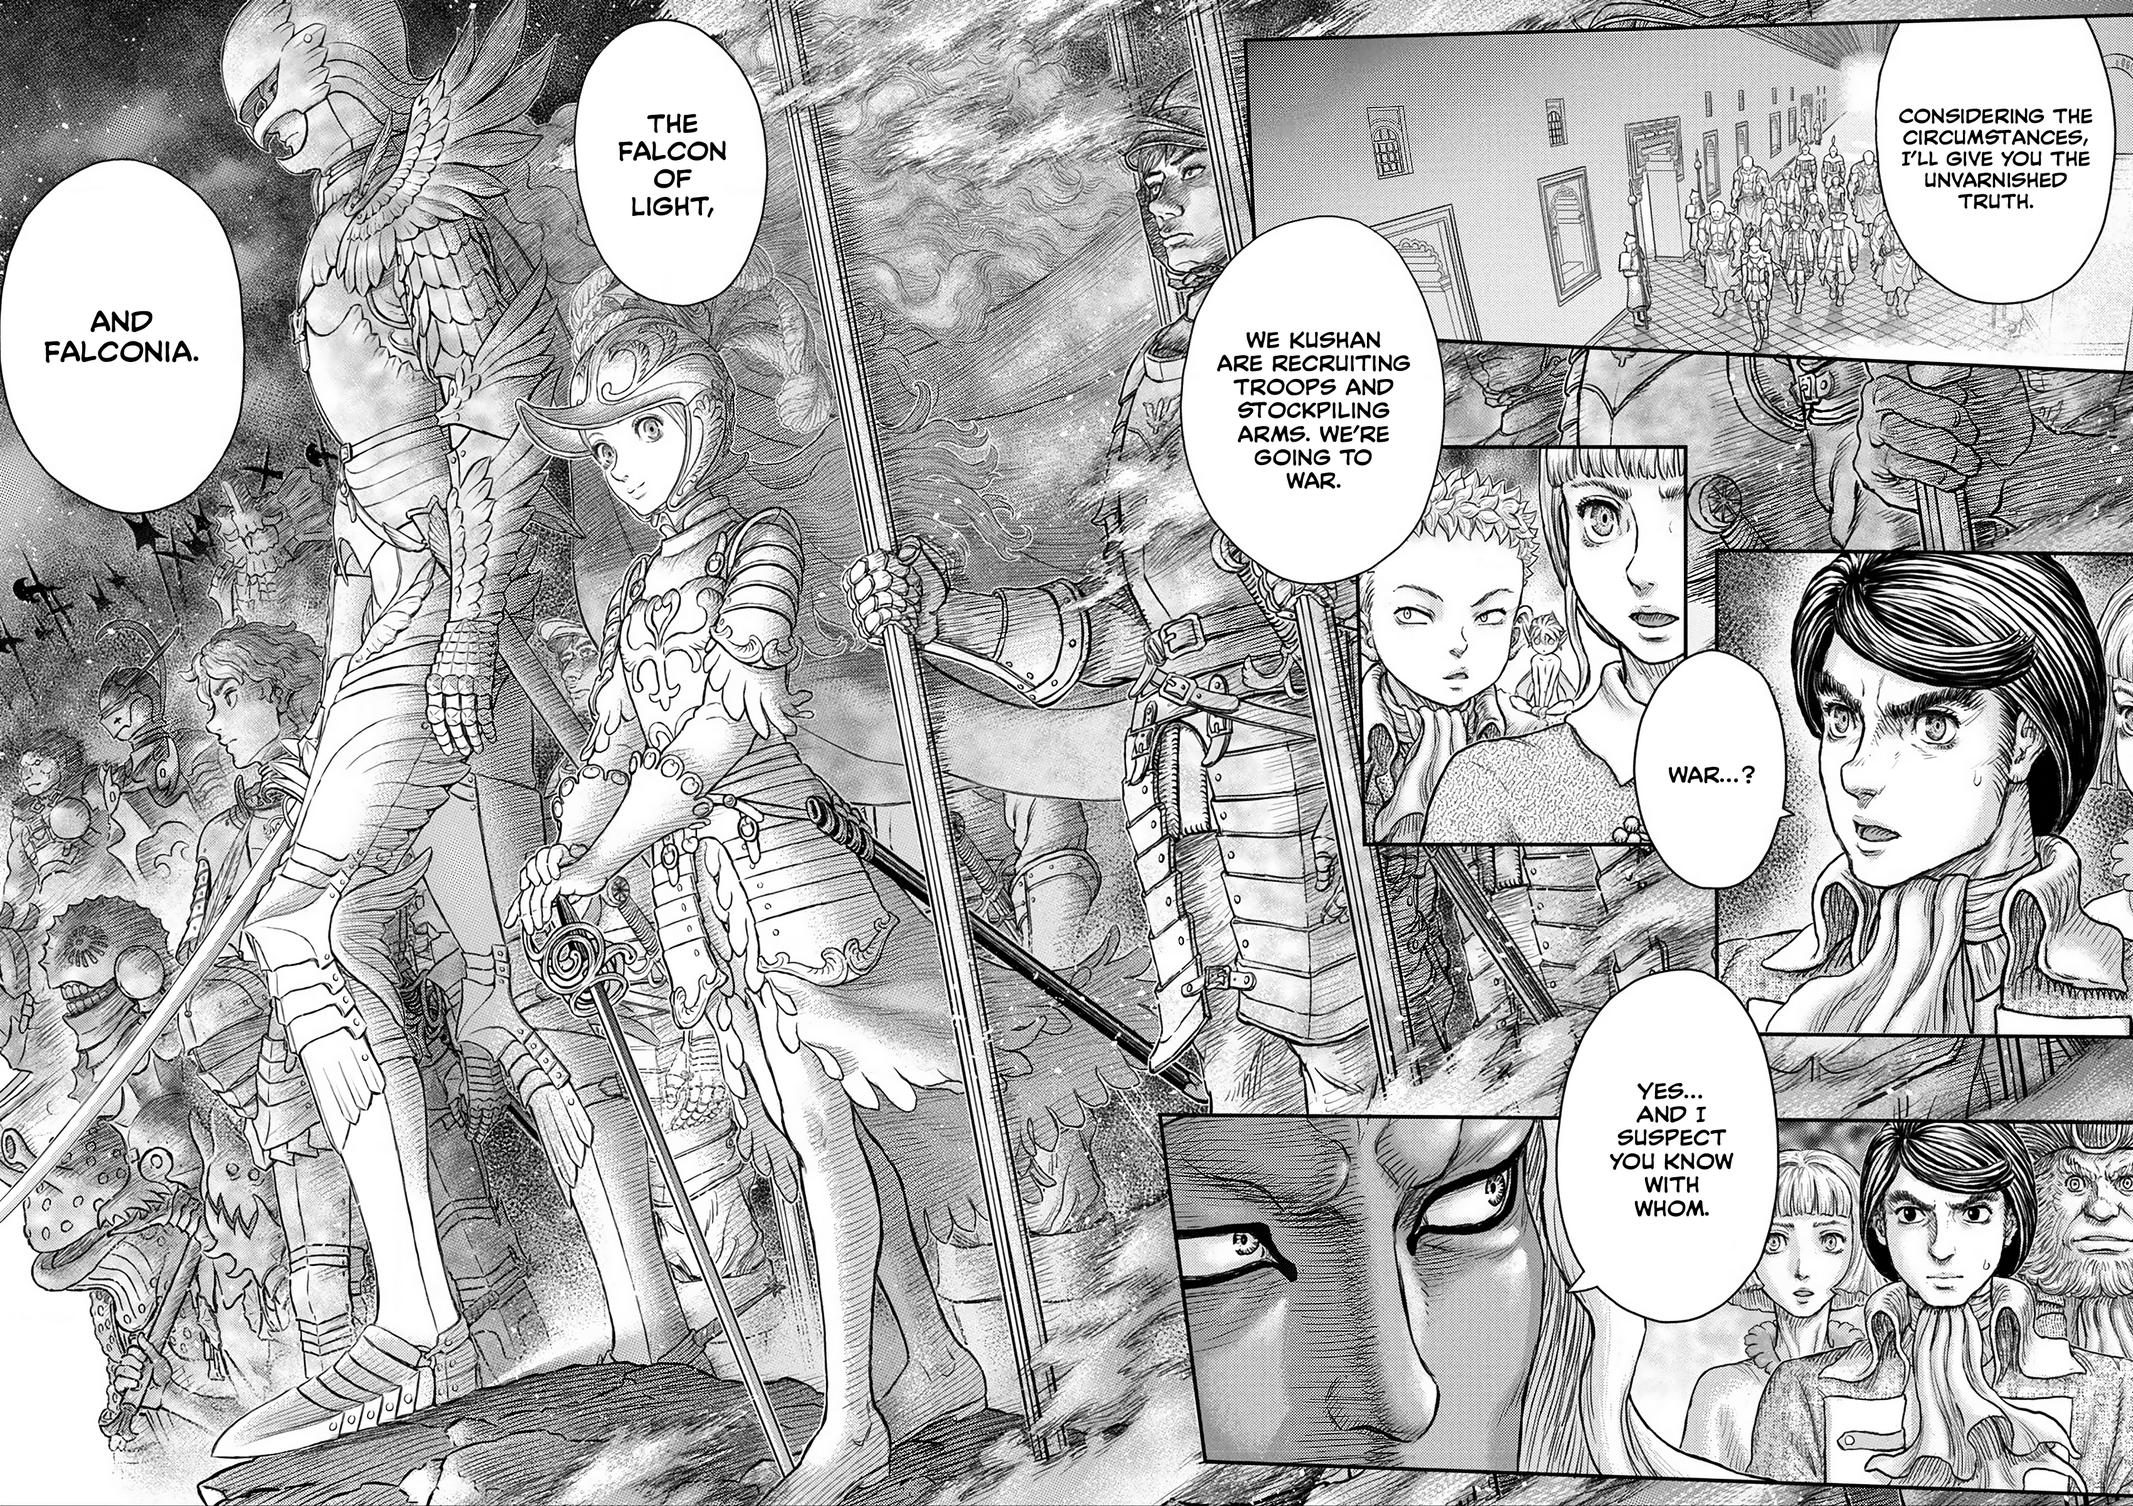 CONSIDERING THE
CIRCUMSTANCES,
I'LL GIVE YOU THE
UNVARNISHED
TRUTH.
WE KUSHAN
ARE RECRUITING
TROOPS AND
STOCKPILING
ARMS. WE'RE
GOING TO
WAR.
WAR...?
YES...
AND I
SUSPECT
YOU KNOW
WITH
WHOM.
THE
FALCON
OF
LIGHT,
AND
FALCONIA.